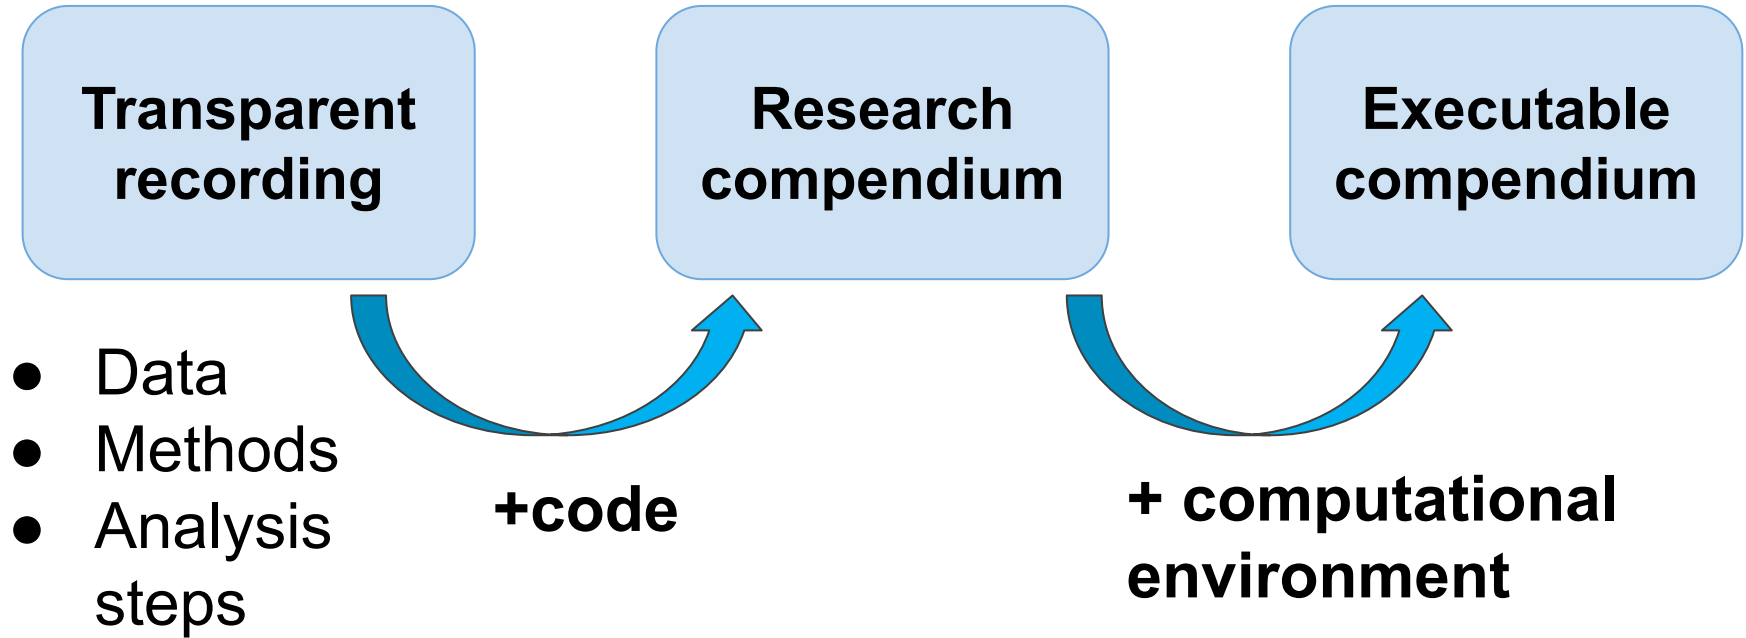 Transparent
recording
Research
compendium
Executable
compendium
● Data
● Methods
● Analysis
steps
+code
+ computational
environment